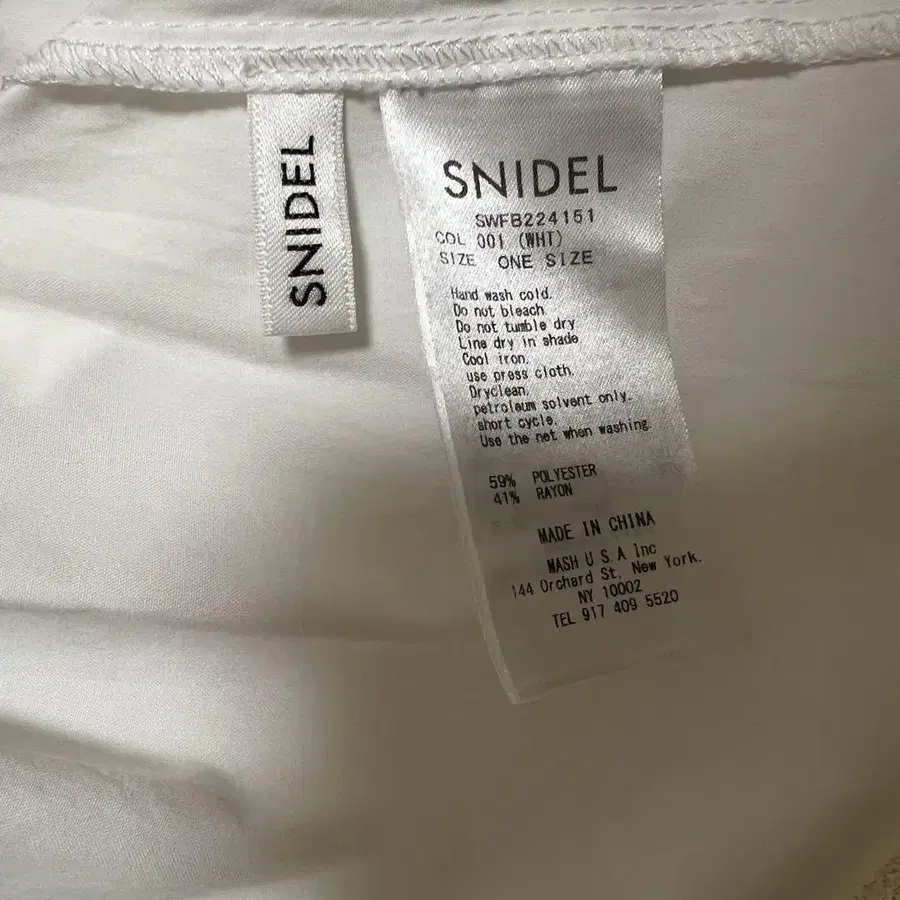 SNIDEL
SNIDEL
SWFB224151
COL 001 (WHT)
SIZE ONE SIZE
Hand wash cold.
Do not bleach
Do not tumble dry
Line dry in shade
Cool iron,
use press cloth.
Dryclean,
petroleum solvent only.
short cycle.
Use the net when washing.
59% POLYESTER
41% RAYON
MADE IN CHINA
MASH U S A Inc
144 Orchard St, New York.
NY 10002
TEL 917 409 5520